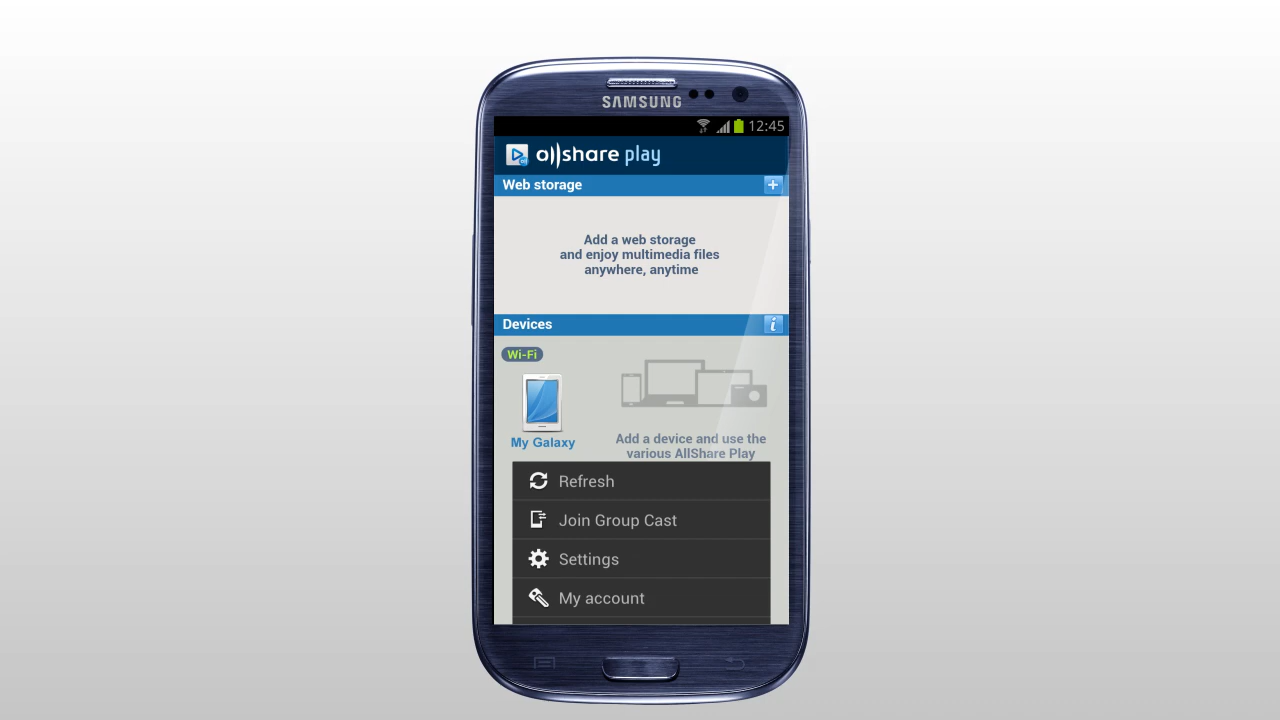 SAMSUNG
12:45
allshare play
Web storage
Add a web storage
and enjoy multimedia files
anywhere, anytime
Devices
Wi-Fi
My Galaxy
Add a device and use the
various AllShare Play
Refresh
Join Group Cast
Settings
My account